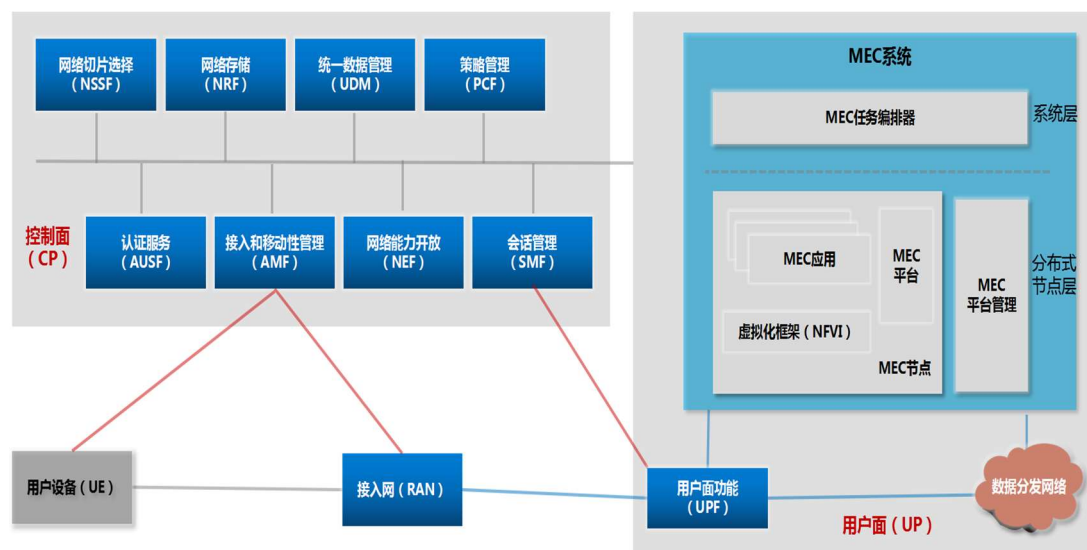 网络切片选择
（NSSF）
网络存储
（NRF）
统一数据管理
（UDM）
策略管理
（PCF）
控制面
（CP）
认证服务
（AUSF）
接入和移动性管理
（AMF）
网络能力开放
（NEF）
会话管理
（SMF）
MEC系统
MEC任务编排器
系统层
MEC应用
MEC
平台
虚拟化框架（NFVI）
MEC节点
MEC
平台管理
分布式
节点层
用户设备（UE）
接入网（RAN）
用户面功能
（UPF）
数据分发网络
用户面（UP）